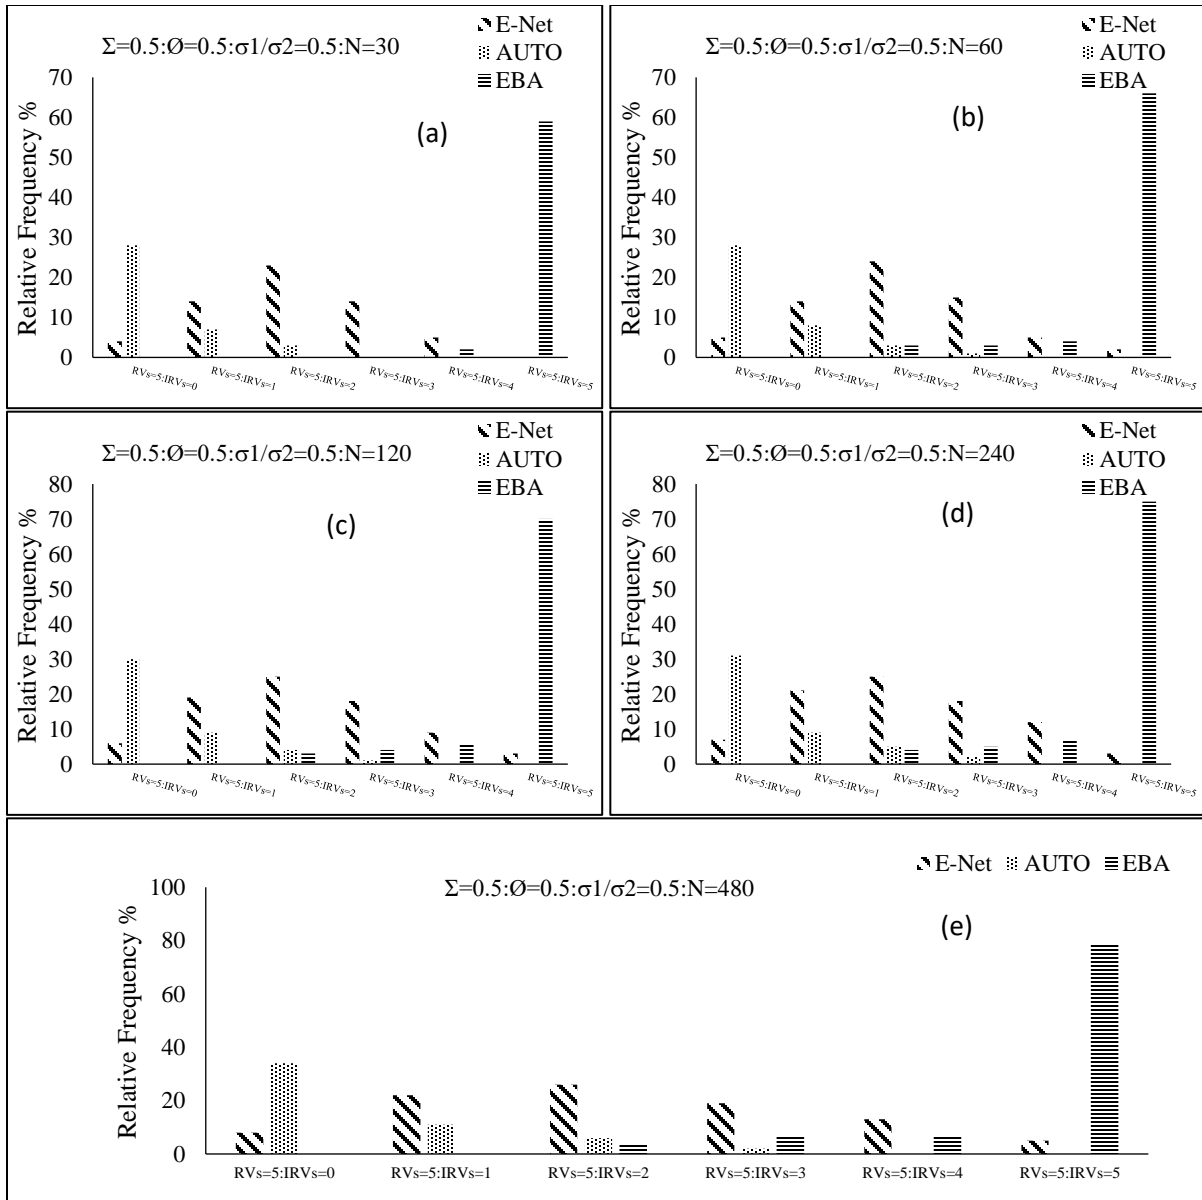 Σ=0.5:Ø=0.5:σ1/σ2=0.5:N=30
E-Net
AUTO
EBA
Relative Frequency %
70
60
50
40
30
20
10
0
(a)
RVs=5:IRVs=0
RVs=5:IRVs=1
RVs=5:IRVs=2
RVs=5:IRVs=3
RVs=5:IRVs=4
RVs=5:IRVs=5
Σ=0.5:Ø=0.5:σ1/σ2=0.5:N=60
E-Net
AUTO
EBA
Relative Frequency %
70
60
50
40
30
20
10
0
(b)
RVs=5:IRVs=0
RVs=5:IRVs=1
RVs=5:IRVs=2
RVs=5:IRVs=3
RVs=5:IRVs=4
RVs=5:IRVs=5
Σ=0.5:Ø=0.5:σ1/σ2=0.5:N=120
E-Net
AUTO
EBA
Relative Frequency %
80
70
60
50
40
30
20
10
0
(c)
RVs=5:IRVs=0
RVs=5:IRVs=1
RVs=5:IRVs=2
RVs=5:IRVs=3
RVs=5:IRVs=4
RVs=5:IRVs=5
Σ=0.5:Ø=0.5:σ1/σ2=0.5:N=240
E-Net
AUTO
EBA
Relative Frequency %
80
70
60
50
40
30
20
10
0
(d)
RVs=5:IRVs=0
RVs=5:IRVs=1
RVs=5:IRVs=2
RVs=5:IRVs=3
RVs=5:IRVs=4
RVs=5:IRVs=5
E-Net AUTO EBA
Σ=0.5:Ø=0.5:σ1/σ2=0.5:N=480
Relative Frequency %
100
80
60
40
20
0
(e)
RVs=5:IRVs=0 RVs=5:IRVs=1 RVs=5:IRVs=2 RVs=5:IRVs=3 RVs=5:IRVs=4 RVs=5:IRVs=5